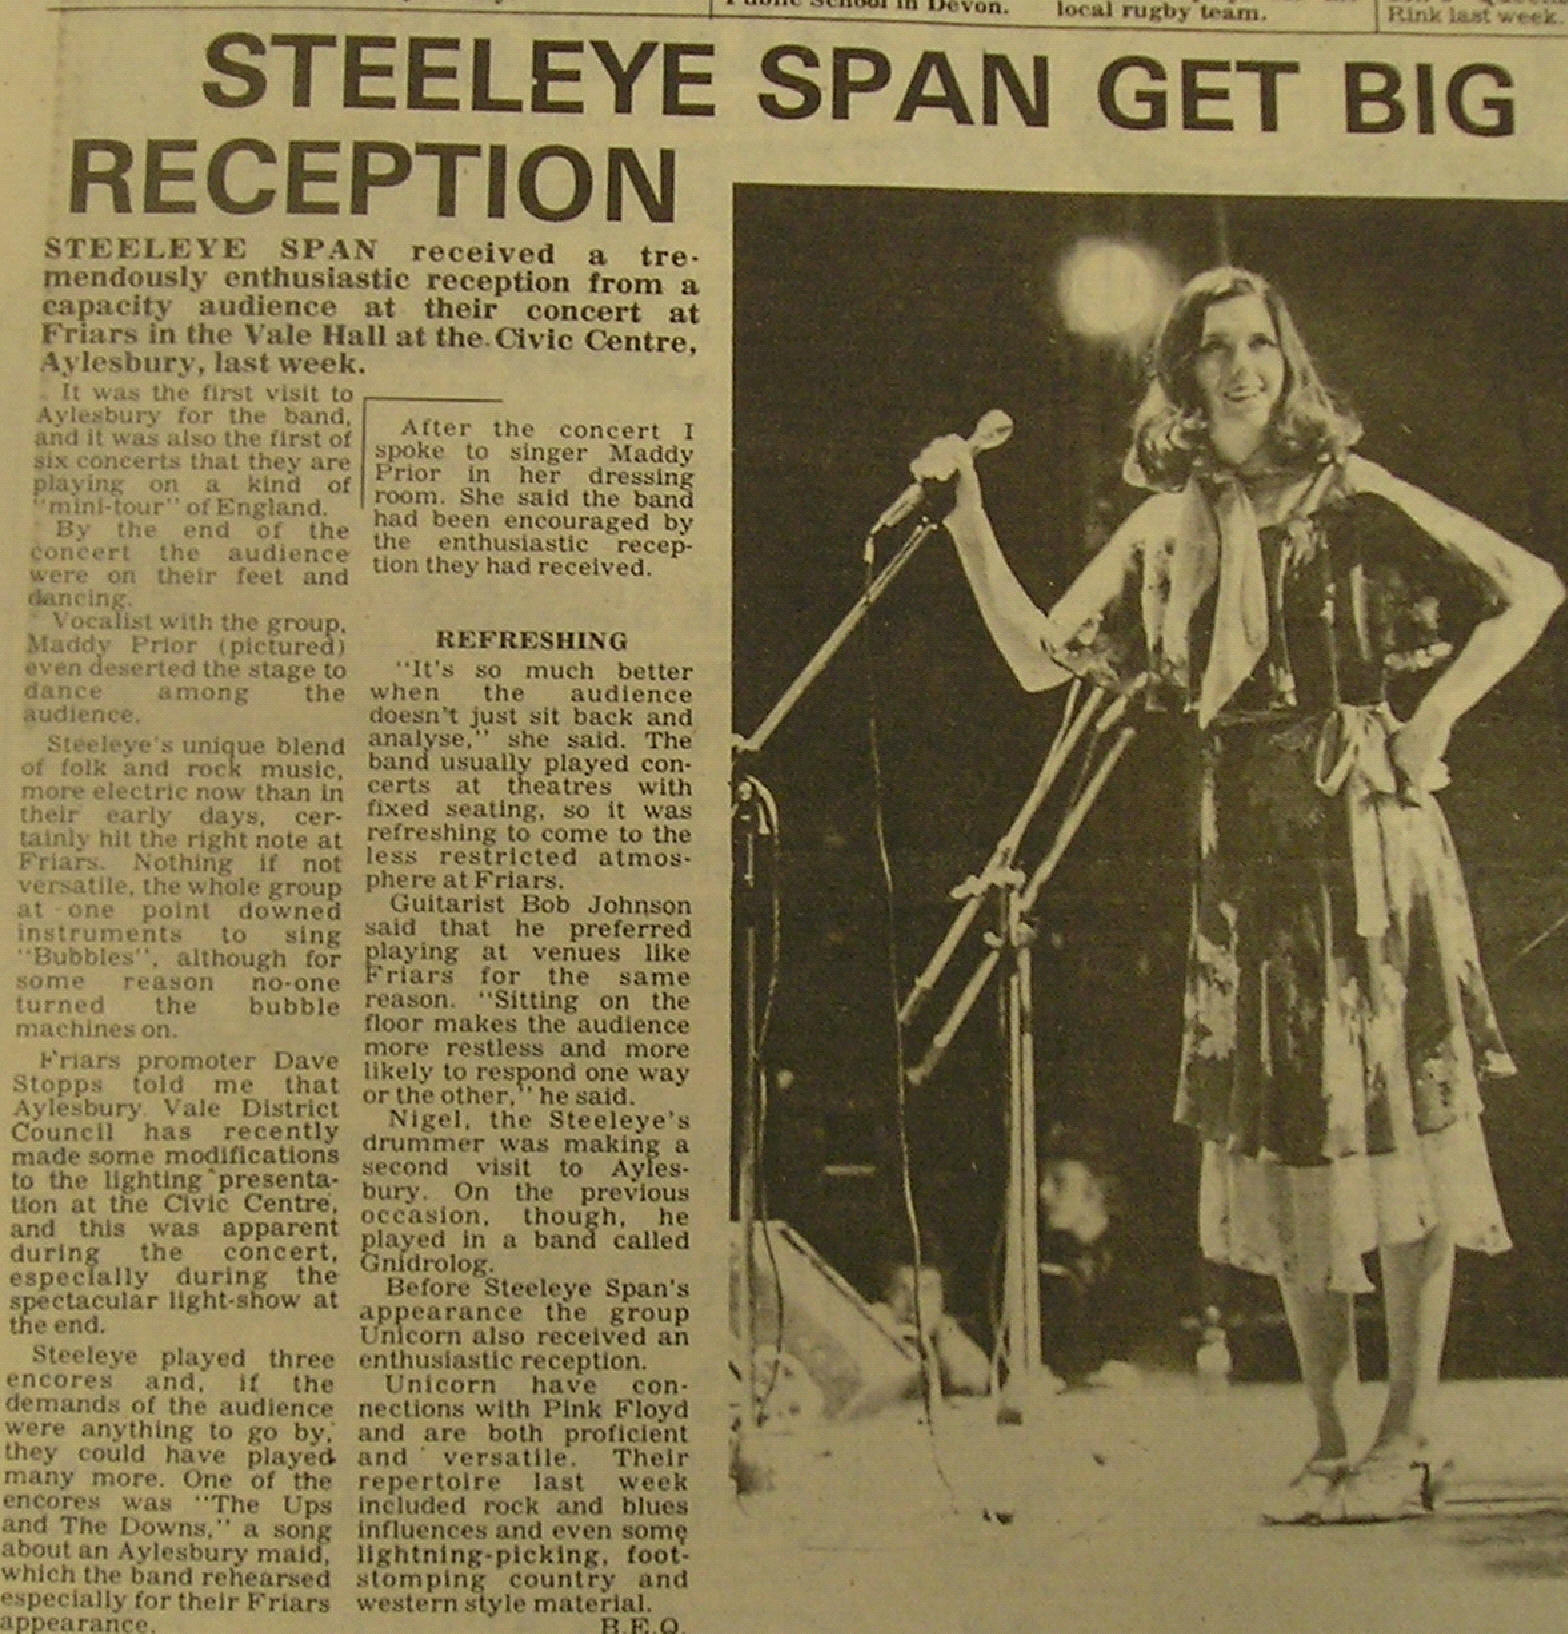 Public School in Devon.
local rugby team.
Rink last week.
STEELEYE SPAN GET BIG
RECEPTION
STEELEYE SPAN received a tre-
mendously enthusiastic reception from a
capacity audience at their concert at
Friars in the Vale Hall at the Civic Centre,
Aylesbury, last week.
It was the first visit to
Aylesbury for the band,
and it was also the first of
six concerts that they are
playing on a kind of
"mini-tour" of England.
By the end of the
concert the audience
were on their feet and
dancing.
Vocalist with the group,
Maddy Prior (pictured)
even deserted the stage to
dance among the
audience.
Steeleye's unique blend
of folk and rock music,
more electric now than in
their early days, cer-
tainly hit the right note at
Friars. Nothing if not
versatile, the whole group
at one point downed
instruments to sing
"Bubbles", although for
some reason no-one
turned the bubble
machines on.
Friars promoter Dave
Stopps told me that
Aylesbury Vale District
Council has recently
made some modifications
to the lighting presenta-
tion at the Civic Centre,
and this was apparent
during the concert,
especially during the
spectacular light-show at
the end.
Steeleye played three
encores and, if the
demands of the audience
were anything to go by,
they could have played
many more. One of the
encores was "The Ups
and The Downs," a song
about an Aylesbury maid,
which the band rehearsed
especially for their Friars
appearance.
After the concert I
spoke to singer Maddy
Prior in her dressing
room. She said the band
had been encouraged by
the enthusiastic recep-
tion they had received.
REFRESHING
"It's so much better
when the audience
doesn't just sit back and
analyse," she said. The
band usually played con-
certs at theatres with
fixed seating, so it was
refreshing to come to the
less restricted atmos-
phere at Friars.
Guitarist Bob Johnson
said that he preferred
playing at venues like
Friars for the same
reason. "Sitting on the
floor makes the audience
more restless and more
likely to respond one way
or the other," he said.
Nigel, the Steeleye's
drummer was making a
second visit to Ayles-
bury. On the previous
occasion, though, he
played in a band called
Gnidrolog.
Before Steeleye Span's
appearance the group
Unicorn also received an
enthusiastic reception.
Unicorn have con-
nections with Pink Floyd
and are both proficient
and versatile. Their
repertoire last week
included rock and blues
influences and even some
lightning-picking, foot-
stomping country and
western style material.
B.E.O.